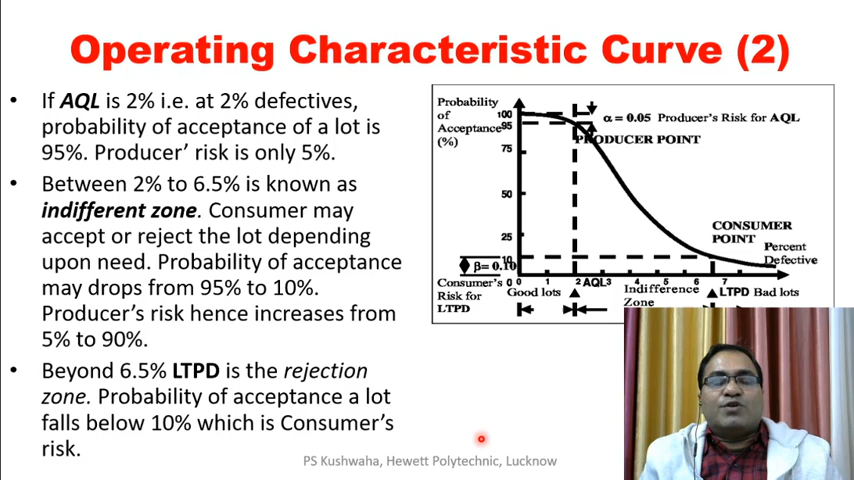 Operating Characteristic Curve (2)
• If AQL is 2% i.e. at 2% defectives,
probability of acceptance of a lot is
95%. Producer’ risk is only 5%.
• Between 2% to 6.5% is known as
indifferent zone. Consumer may
accept or reject the lot depending
upon need. Probability of acceptance
may drops from 95% to 10%.
Producer’s risk hence increases from
5% to 90%.
• Beyond 6.5% LTPD is the rejection
zone. Probability of acceptance a lot
falls below 10% which is Consumer’s
risk.
Probability
of
Acceptance
(%)
100
95
75
50
25
10
0
α = 0.05 Producer's Risk for AQL
PRODUCER POINT
CONSUMER
POINT
Percent
Defective
β = 0.10
Consumer's
Risk for
LTPD
0 1 2 3 4 5 6 7
Good lots
AQL
Indifference
Zone
LTPD Bad lots
PS Kushwaha, Hewett Polytechnic, Lucknow